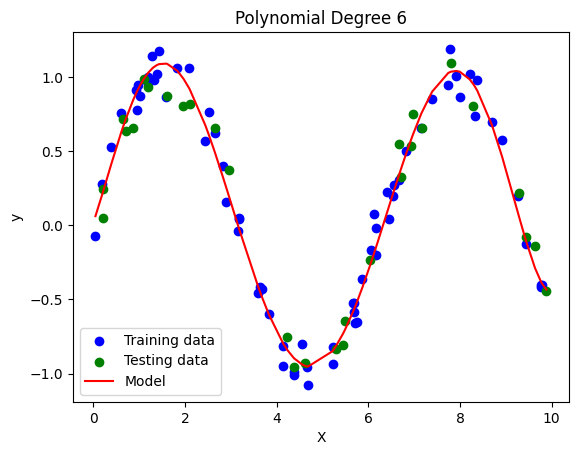 Polynomial Degree 6
1.0
0.5
0.0
−0.5
−1.0
y
Training data
Testing data
Model
0 2 4 6 8 10
X